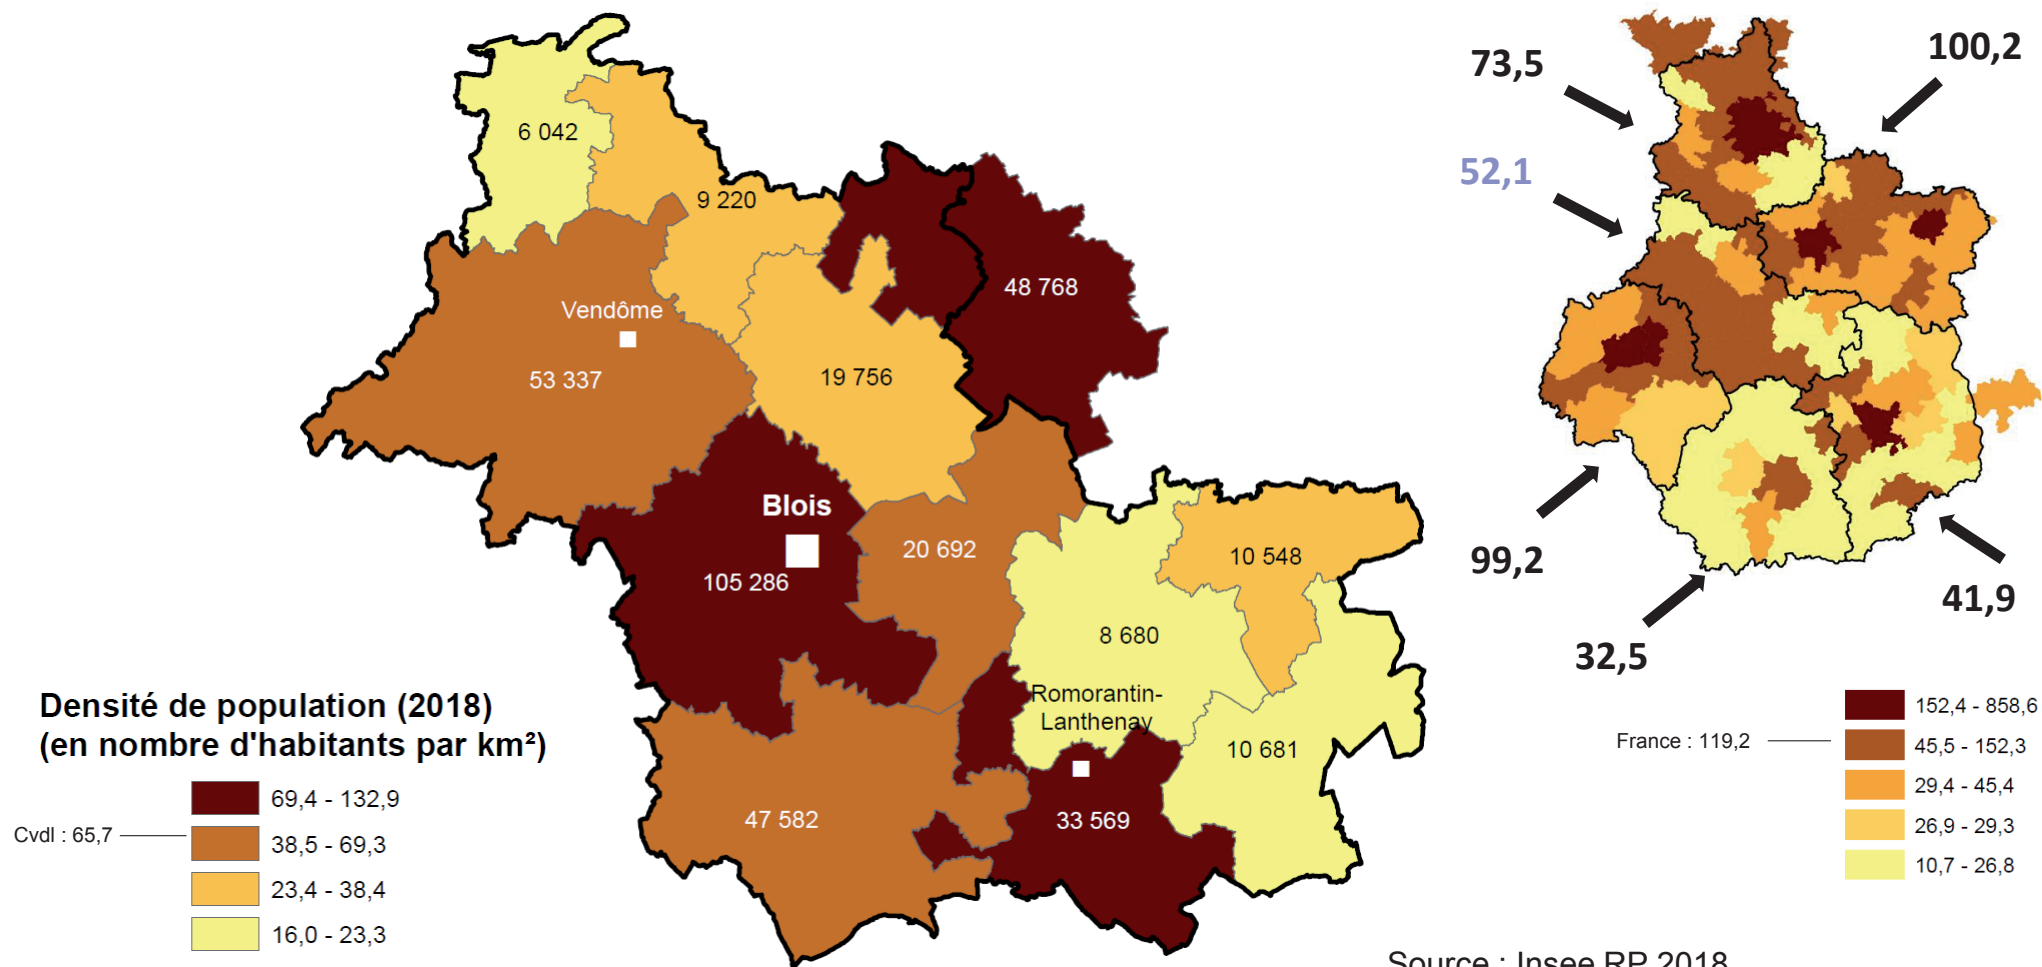 73,5
100,2
52,1
6 042
9 220
48 768
Vendôme
53 337
19 756
Blois
105 286
20 692
10 548
8 680
Romorantin-
Lanthenay
10 681
47 582
33 569
99,2
41,9
32,5
Densité de population (2018)
(en nombre d'habitants par km²)
69,4 - 132,9
Cvdl : 65,7
38,5 - 69,3
23,4 - 38,4
16,0 - 23,3
152,4 - 858,6
France : 119,2
45,5 - 152,3
29,4 - 45,4
26,9 - 29,3
10,7 - 26,8
Source : Insee RP 2018